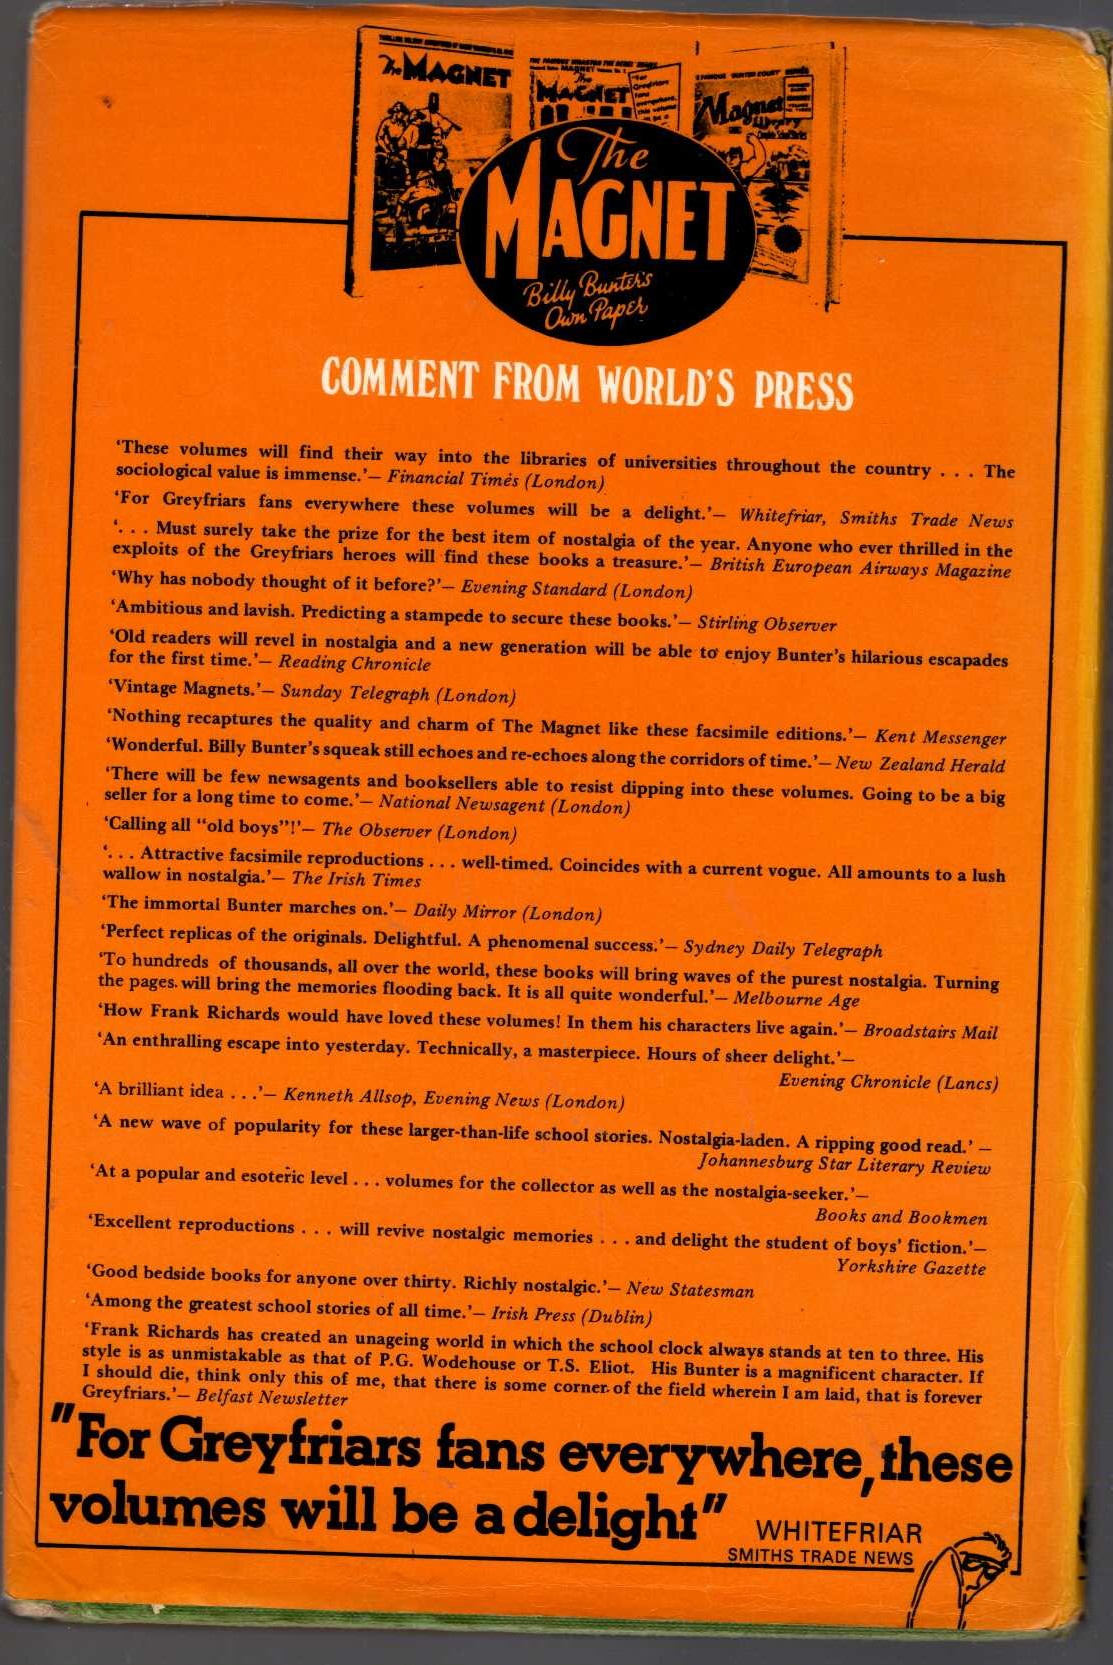 The MAGNET
The MAGNET
Magnet
Library
The
MAGNET
Billy Bunter's
Own Paper
COMMENT FROM WORLD'S PRESS
‘These volumes will find their way into the libraries of universities throughout the country . . . The
sociological value is immense.’— Financial Times (London)
‘For Greyfriars fans everywhere these volumes will be a delight.’— Whitefriar, Smiths Trade News
‘. . . Must surely take the prize for the best item of nostalgia of the year. Anyone who ever thrilled in the
exploits of the Greyfriars heroes will find these books a treasure.’— British European Airways Magazine
‘Why has nobody thought of it before?’— Evening Standard (London)
‘Ambitious and lavish. Predicting a stampede to secure these books.’— Stirling Observer
‘Old readers will revel in nostalgia and a new generation will be able to enjoy Bunter’s hilarious escapades
for the first time.’— Reading Chronicle
‘Vintage Magnets.’— Sunday Telegraph (London)
‘Nothing recaptures the quality and charm of The Magnet like these facsimile editions.’— Kent Messenger
‘Wonderful. Billy Bunter’s squeak still echoes and re-echoes along the corridors of time.’— New Zealand Herald
‘There will be few newsagents and booksellers able to resist dipping into these volumes. Going to be a big
seller for a long time to come.’— National Newsagent (London)
‘Calling all “old boys”!’— The Observer (London)
‘. . . Attractive facsimile reproductions . . . well-timed. Coincides with a current vogue. All amounts to a lush
wallow in nostalgia.’— The Irish Times
‘The immortal Bunter marches on.’— Daily Mirror (London)
‘Perfect replicas of the originals. Delightful. A phenomenal success.’— Sydney Daily Telegraph
‘To hundreds of thousands, all over the world, these books will bring waves of the purest nostalgia. Turning
the pages will bring the memories flooding back. It is all quite wonderful.’— Melbourne Age
‘How Frank Richards would have loved these volumes! In them his characters live again.’— Broadstairs Mail
‘An enthralling escape into yesterday. Technically, a masterpiece. Hours of sheer delight.’—
Evening Chronicle (Lancs)
‘A brilliant idea . . .’— Kenneth Allsop, Evening News (London)
‘A new wave of popularity for these larger-than-life school stories. Nostalgia-laden. A ripping good read.’ —
Johannesburg Star Literary Review
‘At a popular and esoteric level . . . volumes for the collector as well as the nostalgia-seeker.’—
Books and Bookmen
‘Excellent reproductions . . . will revive nostalgic memories . . . and delight the student of boys’ fiction.’—
Yorkshire Gazette
‘Good bedside books for anyone over thirty. Richly nostalgic.’— New Statesman
‘Among the greatest school stories of all time.’— Irish Press (Dublin)
‘Frank Richards has created an unageing world in which the school clock always stands at ten to three. His
style is as unmistakable as that of P.G. Wodehouse or T.S. Eliot. His Bunter is a magnificent character. If
I should die, think only this of me, that there is some corner of the field wherein I am laid, that is forever
Greyfriars.’— Belfast Newsletter
"For Greyfriars fans everywhere, these
volumes will be a delight"
WHITEFRIAR
SMITHS TRADE NEWS